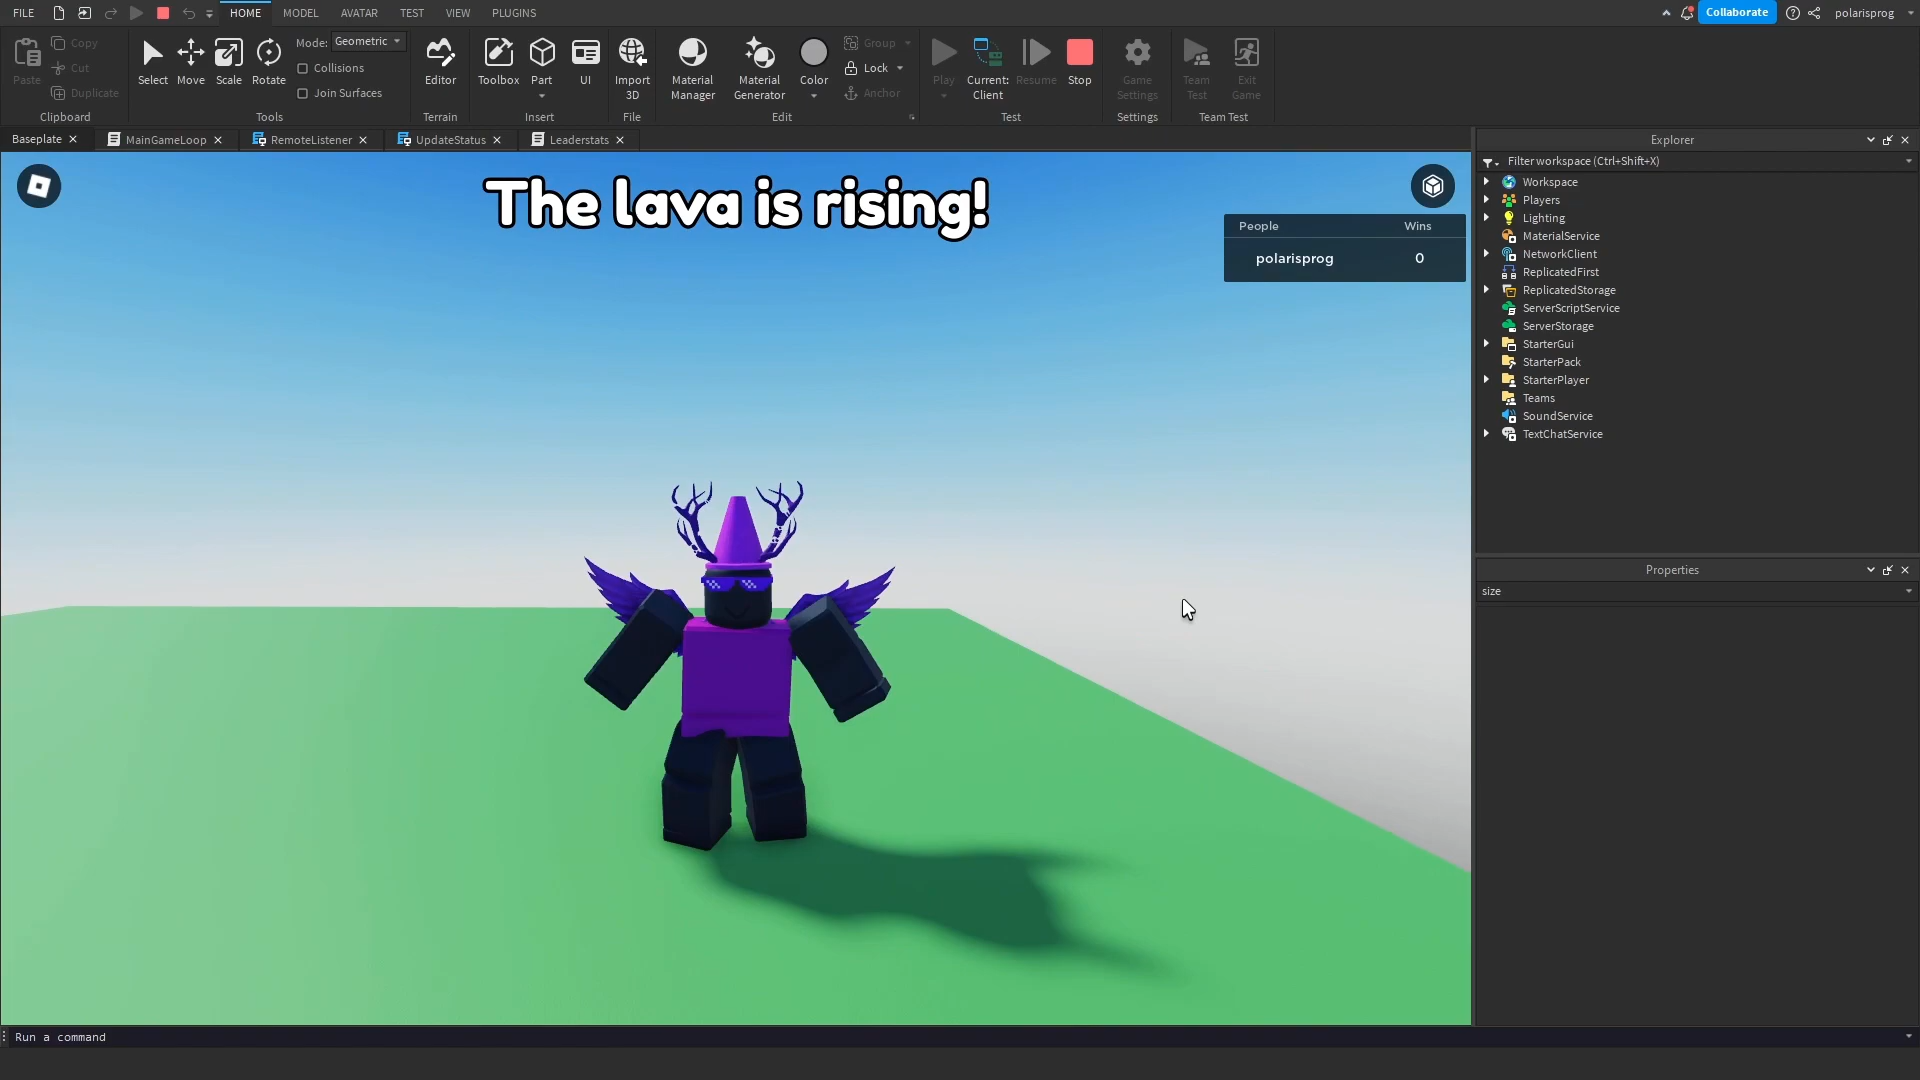 FILE HOME MODEL AVATAR TEST VIEW PLUGINS Collaborate polarisprog
Paste Copy Cut Duplicate
Clipboard
Select Move Scale Rotate
Mode: Geometric
Collisions
Join Surfaces
Tools
Editor
Terrain
Toolbox Part UI
Insert
Import 3D
File
Material Manager
Material Generator
Color
Group
Lock
Anchor
Edit
Play
Current: Client
Resume
Stop
Test
Game Settings
Settings
Team Test
Exit Game
Team Test
Baseplate MainGameLoop RemoteListener UpdateStatus Leaderstats
The lava is rising!
People Wins
polarisprog 0
Explorer
Filter workspace (Ctrl+Shift+X)
Workspace
Players
Lighting
MaterialService
NetworkClient
ReplicatedFirst
ReplicatedStorage
ServerScriptService
ServerStorage
StarterGui
StarterPack
StarterPlayer
Teams
SoundService
TextChatService
Properties
size
Run a command